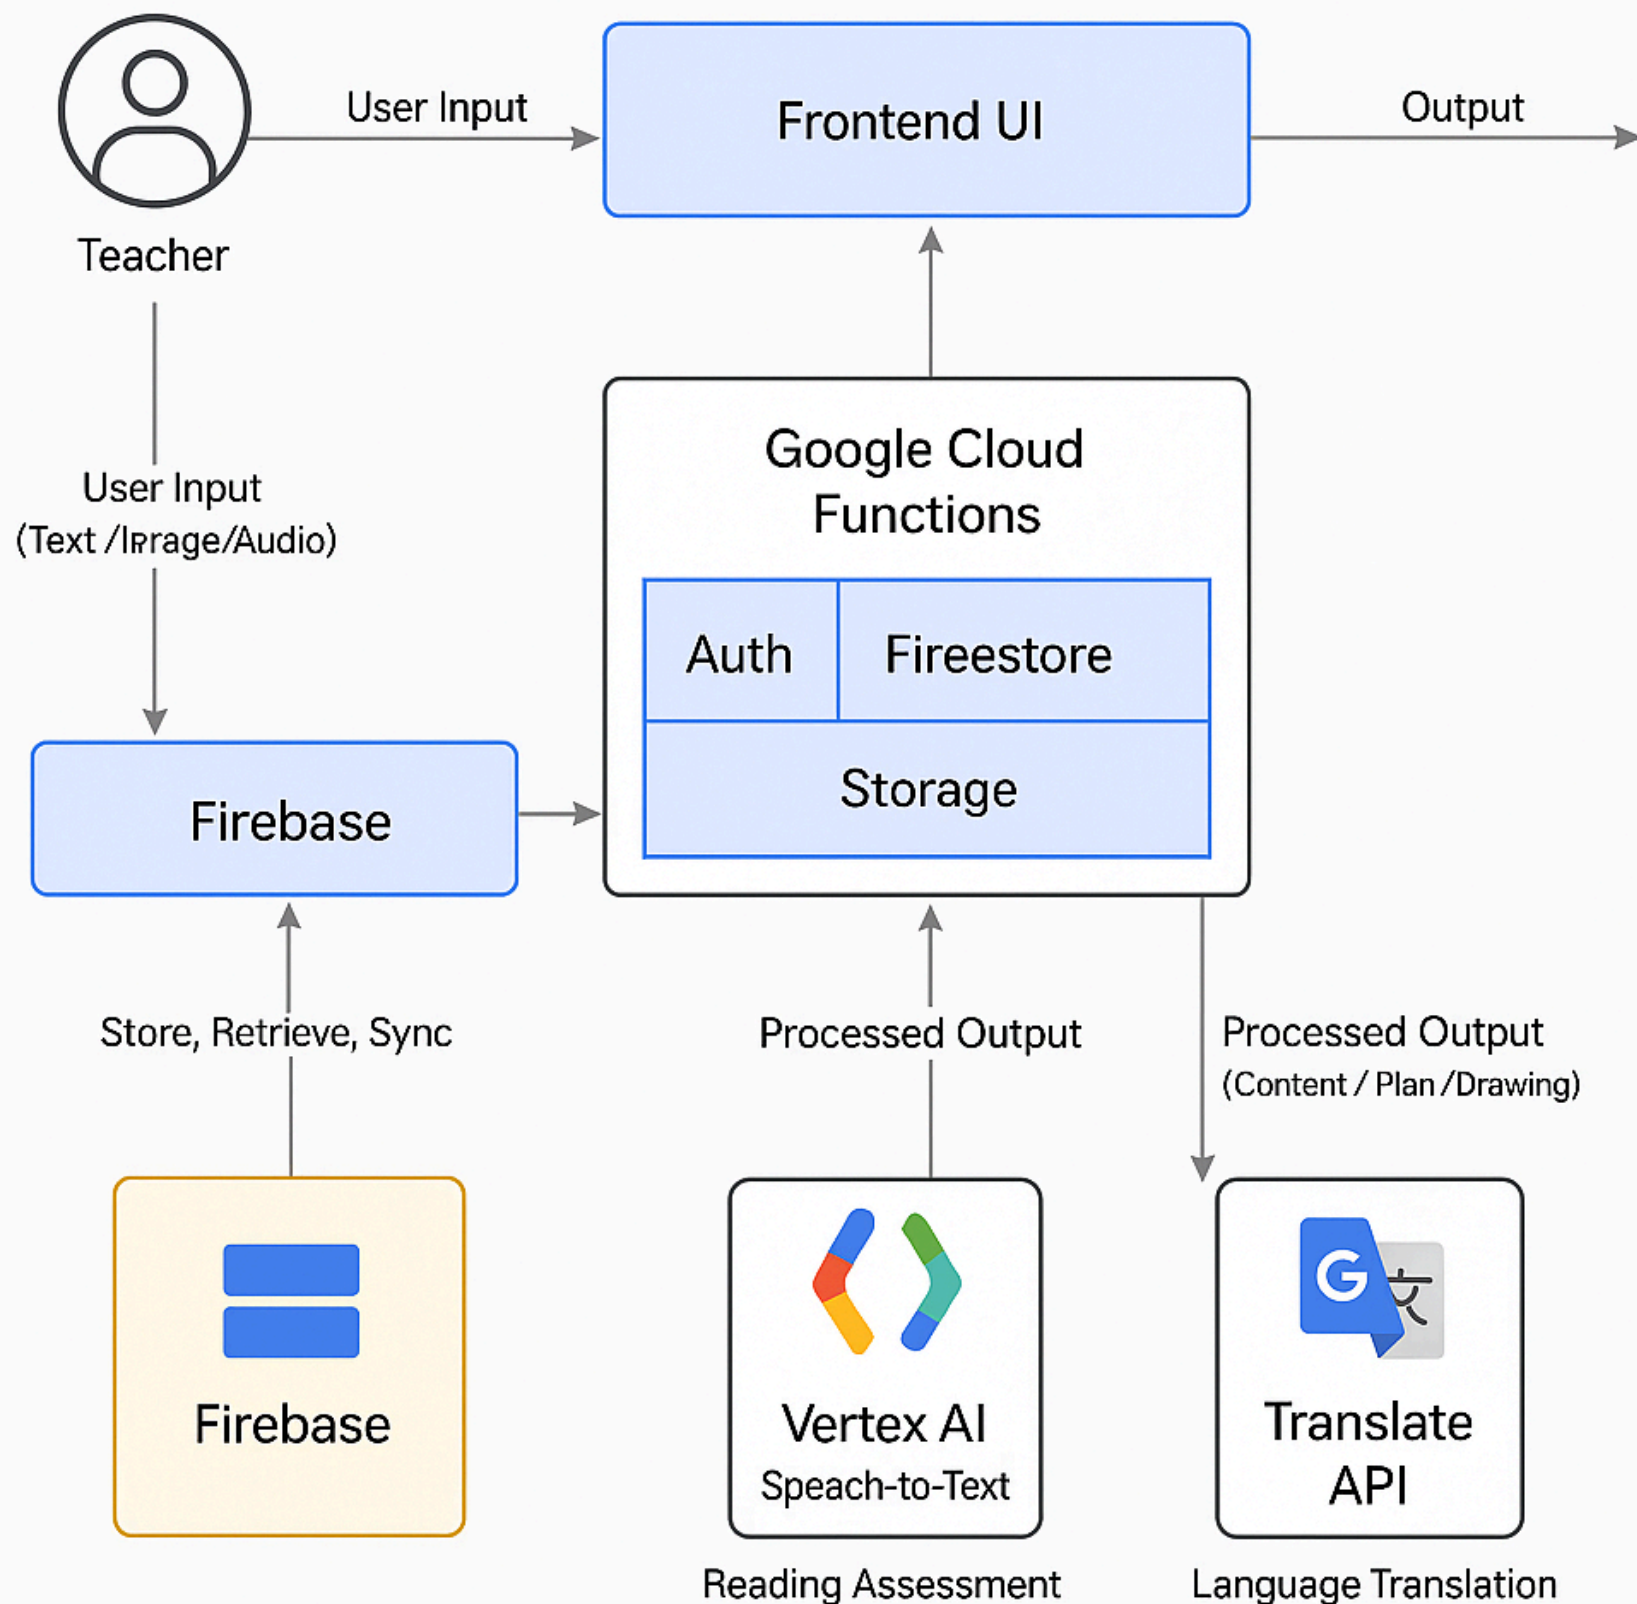 User Input
Frontend UI
Output
Teacher
Google Cloud
Functions
User Input
(Text /Irrage/Audio)
Auth
Fireestore
Storage
Firebase
Store, Retrieve, Sync
Processed Output
Processed Output
(Content / Plan /Drawing)
Firebase
Vertex AI
Speach-to-Text
G
Translate
API
Reading Assessment
Language Translation